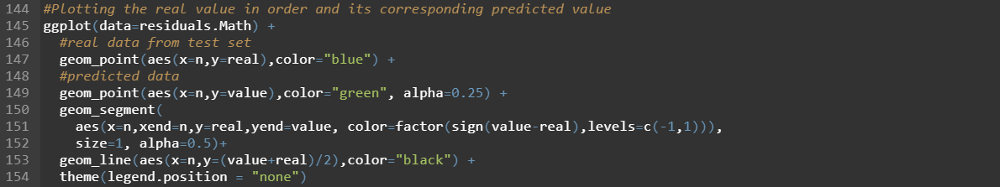 144 #Plotting the real value in order and its corresponding predicted value
145 ggplot(data=residuals.Math) +
146   #real data from test set
147   geom_point(aes(x=n,y=real),color="blue") +
148   #predicted data
149   geom_point(aes(x=n,y=value),color="green", alpha=0.25) +
150   geom_segment(
151     aes(x=n,xend=n,y=real,yend=value, color=factor(sign(value-real),levels=c(-1,1))),
152     size=1, alpha=0.5)+
153   geom_line(aes(x=n,y=(value+real)/2),color="black") +
154   theme(legend.position = "none")